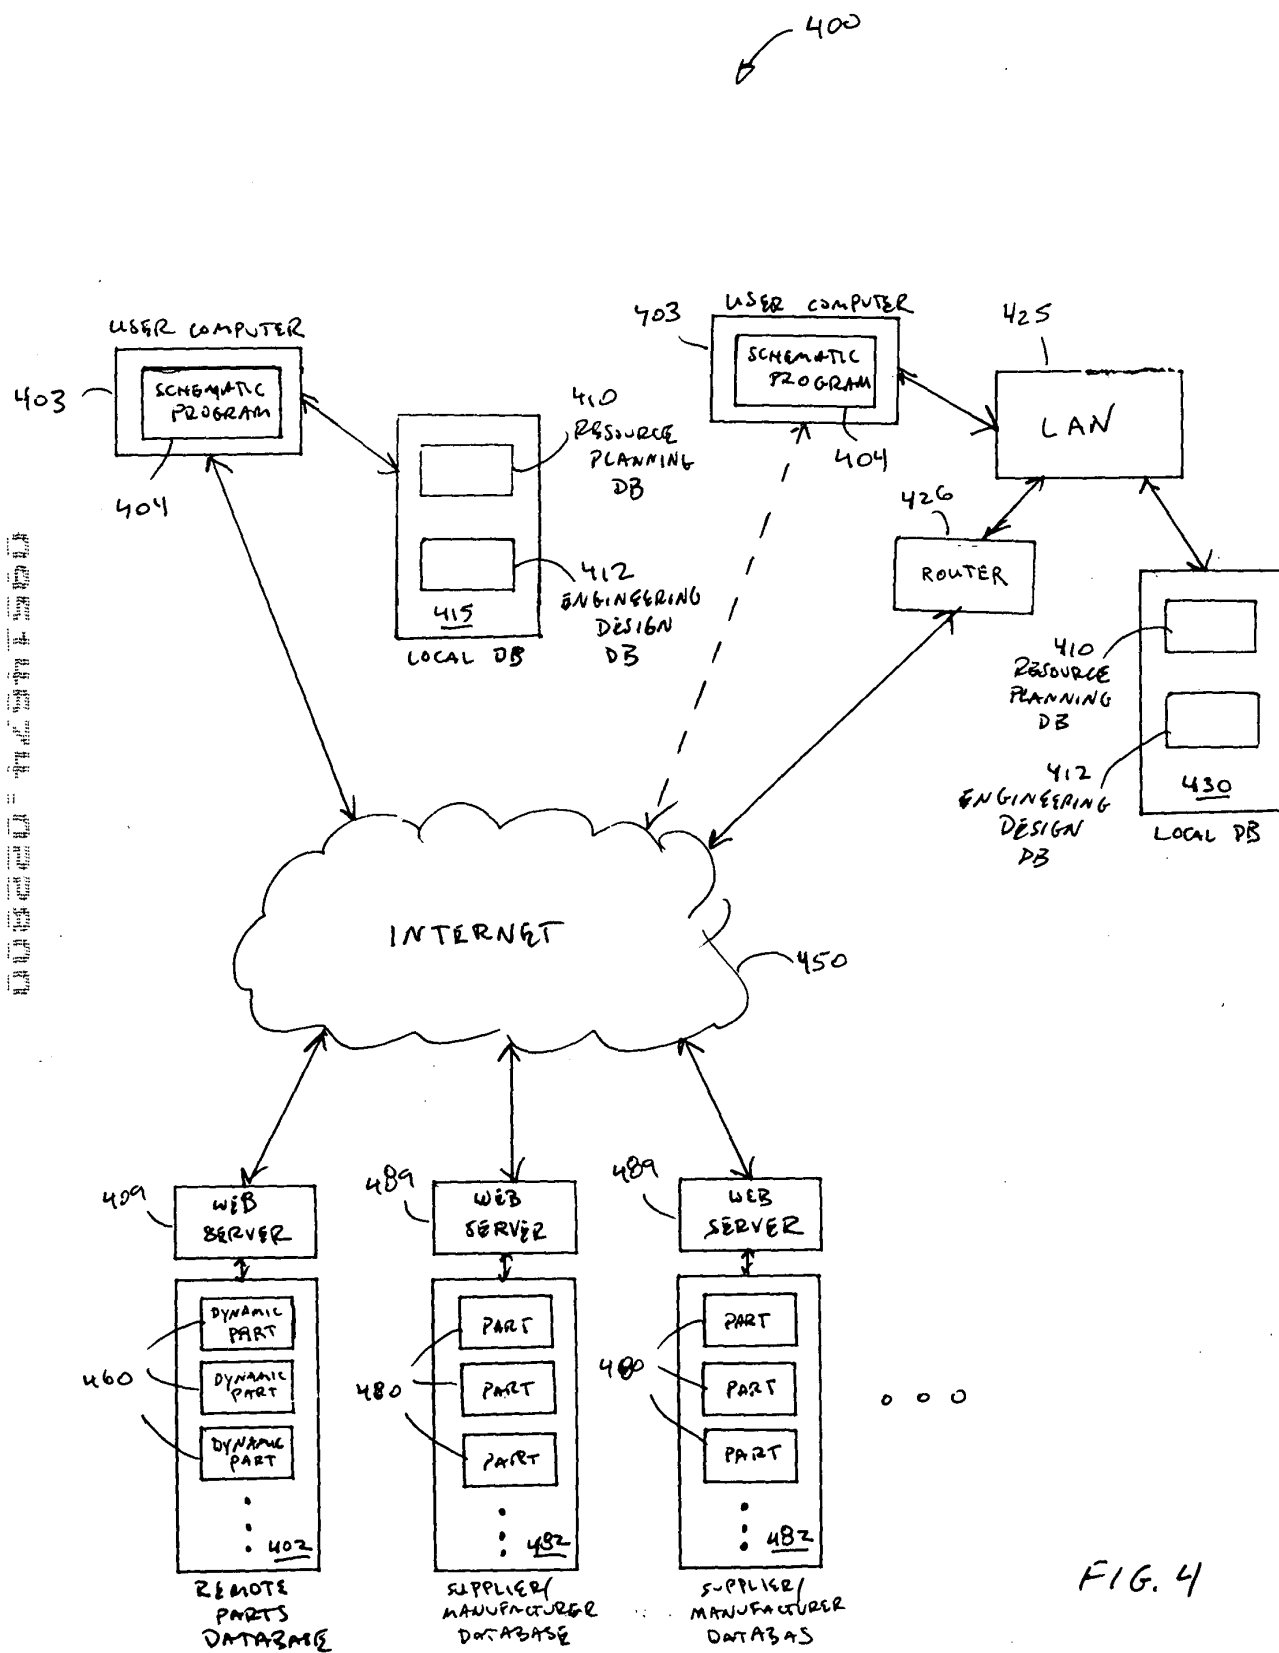 400
USER COMPUTER
403
SCHEMATIC
PROGRAM
404
410
RESOURCE
PLANNING
DB
412
ENGINEERING
DESIGN
DB
415
LOCAL DB
USER COMPUTER
403
SCHEMATIC
PROGRAM
404
425
LAN
426
ROUTER
410
RESOURCE
PLANNING
DB
412
ENGINEERING
DESIGN
DB
430
LOCAL DB
09514674.022800
INTERNET
450
409
WEB
SERVER
489
WEB
SERVER
489
WEB
SERVER
DYNAMIC
PART
DYNAMIC
PART
DYNAMIC
PART
460
402
REMOTE
PARTS
DATABASE
PART
PART
PART
480
482
SUPPLIER/
MANUFACTURER
DATABASE
PART
PART
PART
480
482
SUPPLIER/
MANUFACTURER
DATABAS
FIG. 4